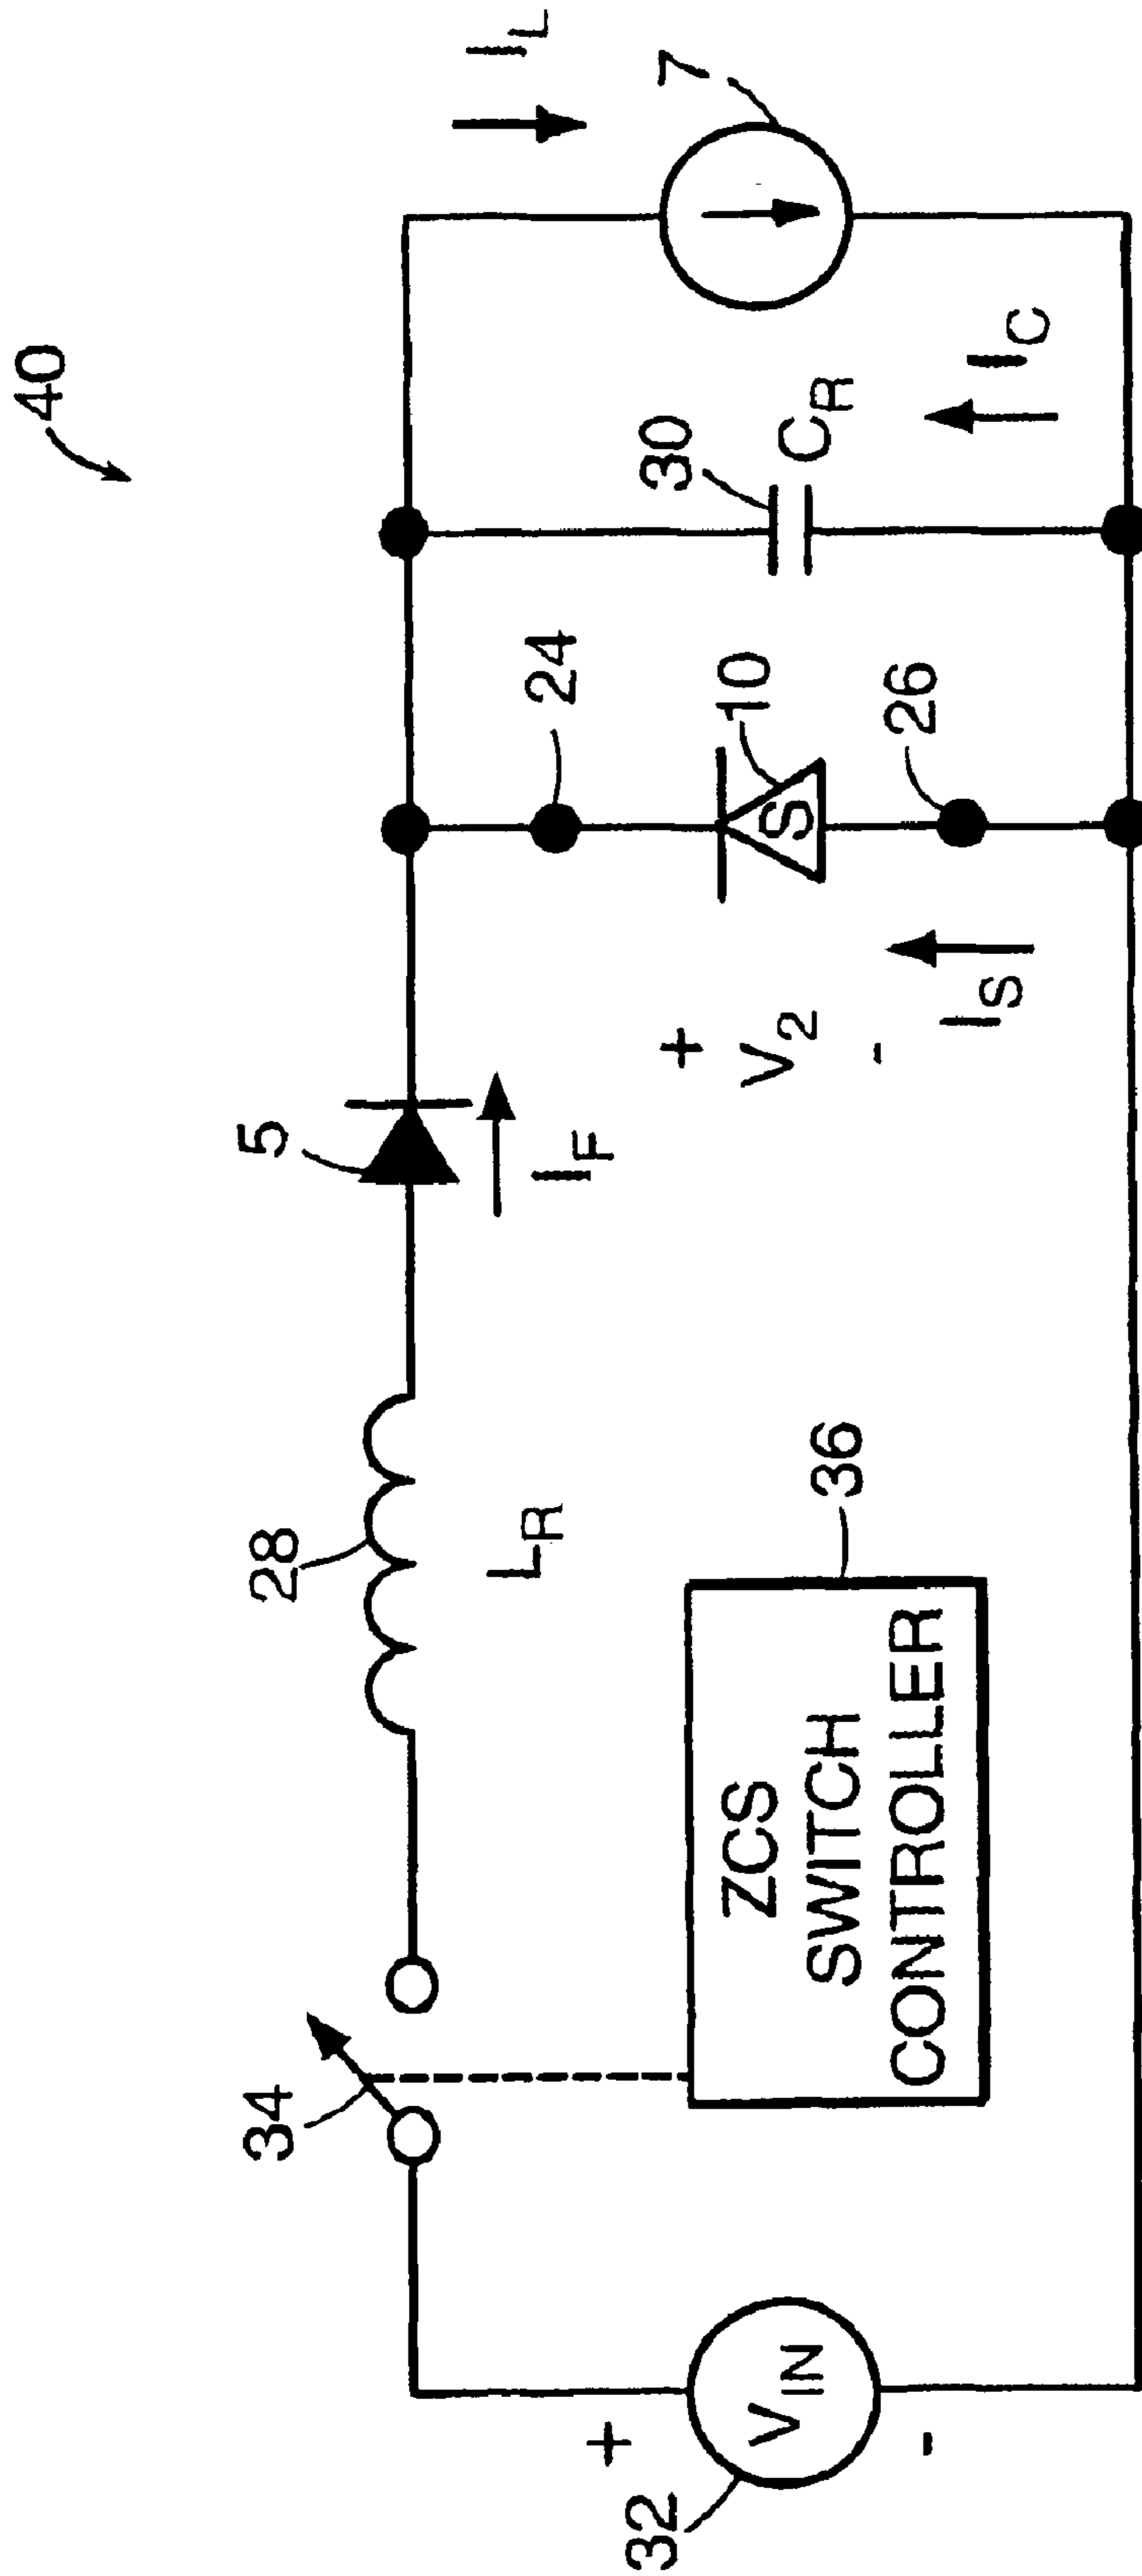 40
34
28
5
24
30
7
I_L
L_R
I_F
10
C_R
+
V_2
-
26
I_S
I_C
36
ZCS
SWITCH
CONTROLLER
32
+
V_IN
-